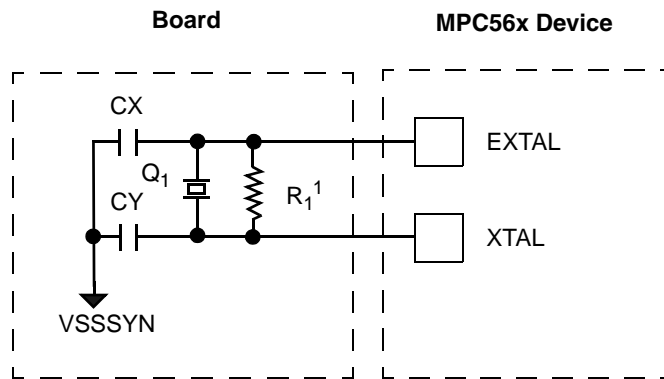 Board
MPC56x Device
CX
EXTAL
Q1
R1¹
CY
XTAL
VSSSYN